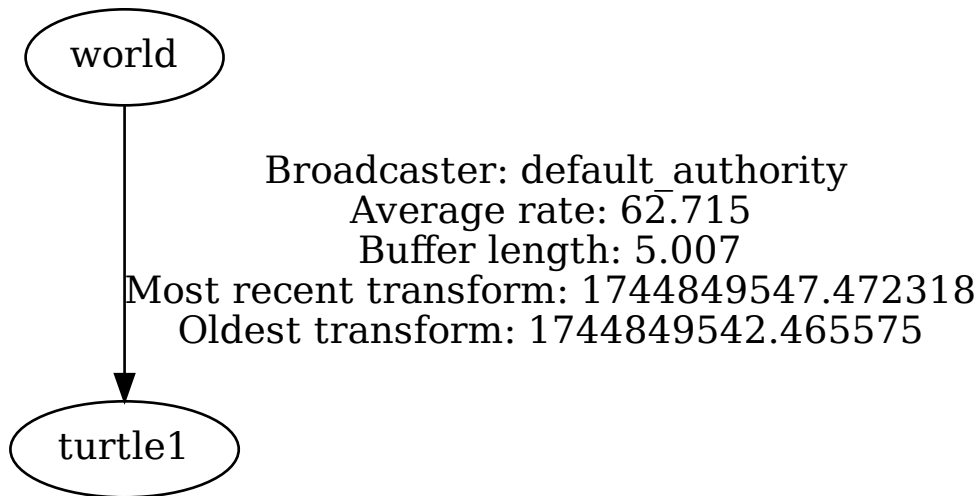 world
Broadcaster: default_authority
Average rate: 62.715
Buffer length: 5.007
Most recent transform: 1744849547.472318
Oldest transform: 1744849542.465575
turtle1